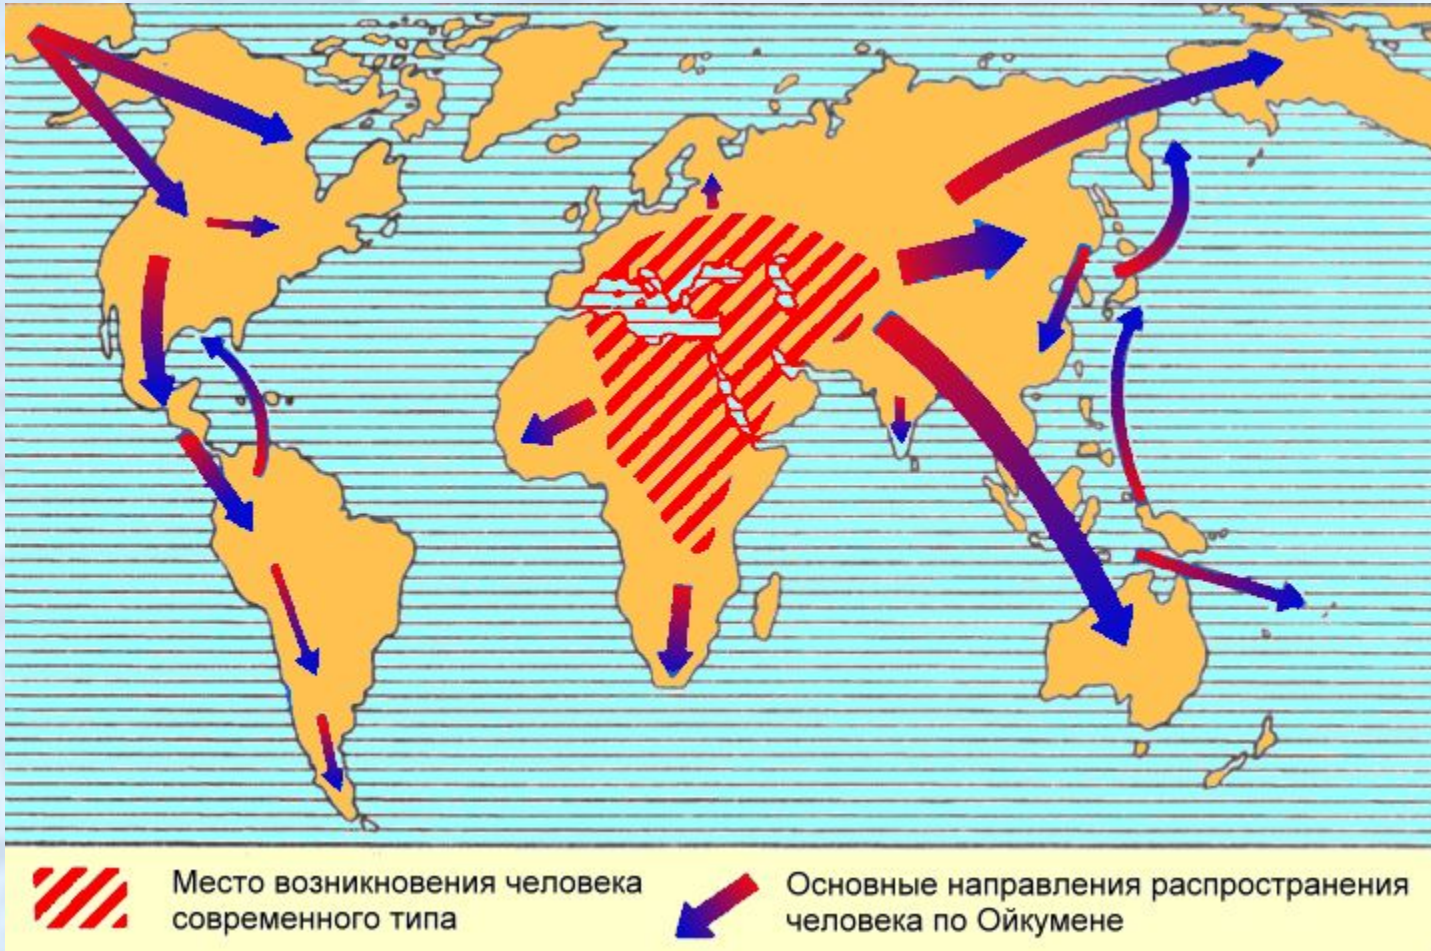 Место возникновения человека
современного типа
Основные направления распространения
человека по Ойкумене